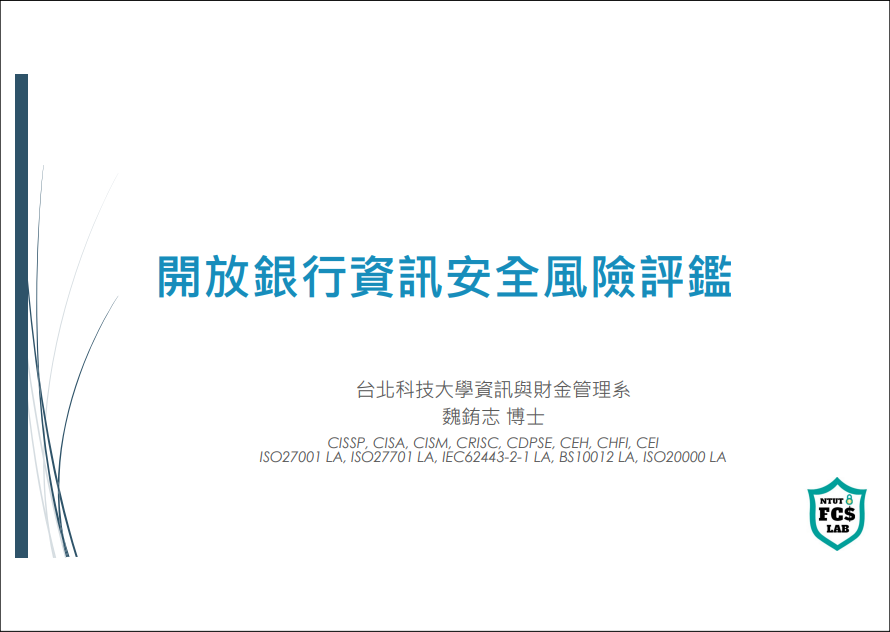 開放銀行資訊安全風險評鑑
台北科技大學資訊與財金管理系
魏銪志 博士
CISSP, CISA, CISM, CRISC, CDPSE, CEH, CHFI, CEI
ISO27001 LA, ISO27701 LA, IEC62443-2-1 LA, BS10012 LA, ISO20000 LA
NTUT
FC$
LAB